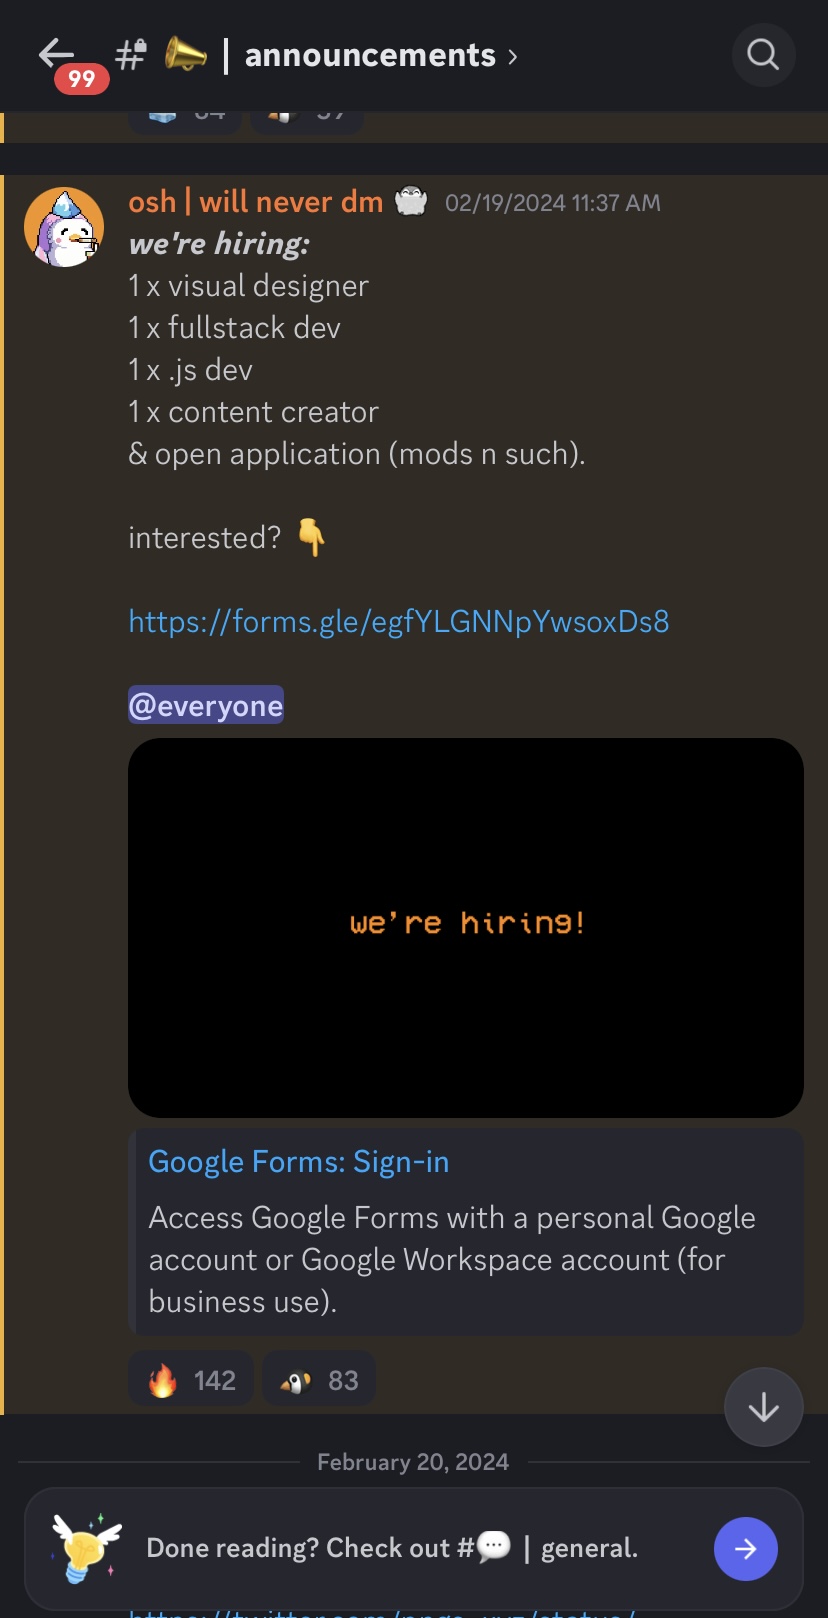 99
# | announcements ›
osh | will never dm 02/19/2024 11:37 AM
we're hiring:
1 x visual designer
1 x fullstack dev
1 x .js dev
1 x content creator
& open application (mods n such).
interested? 👇
https://forms.gle/egfYLGNNpYwsoxDs8
@everyone
we're hiring!
Google Forms: Sign-in
Access Google Forms with a personal Google
account or Google Workspace account (for
business use).
142 83
February 20, 2024
Done reading? Check out #💬 | general.